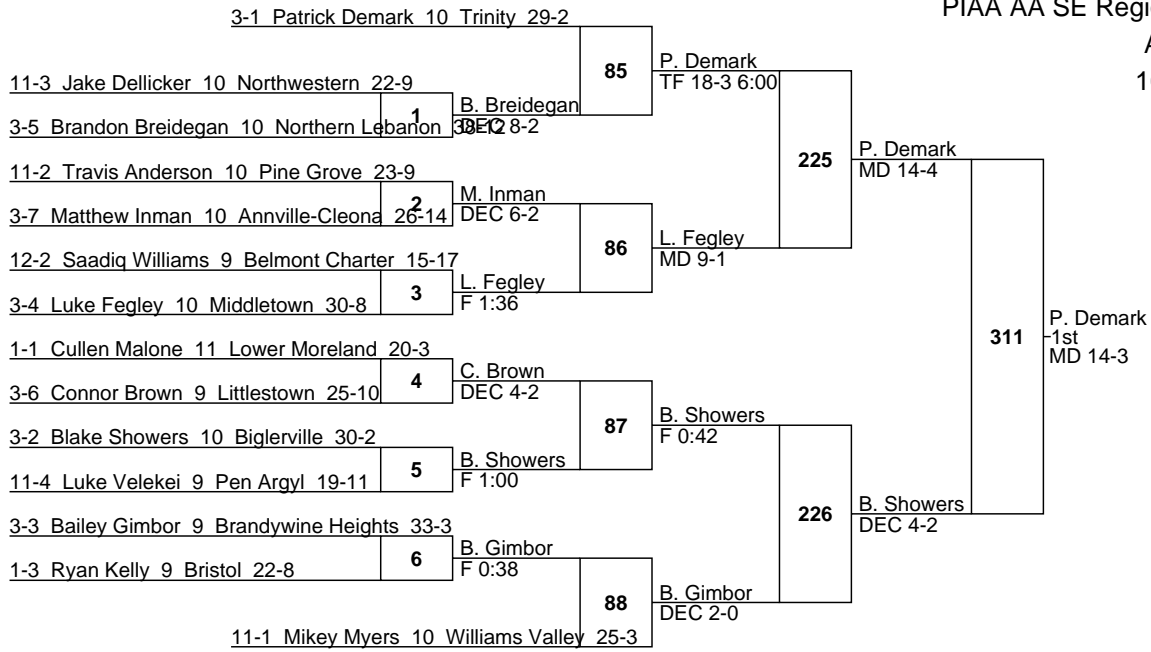 PIAA AA SE Regi
3-1 Patrick Demark 10 Trinity 29-2
85
P. Demark
TF 18-3 6:00
11-3 Jake Dellicker 10 Northwestern 22-9
1
B. Breidegan
DEC 8-2
3-5 Brandon Breidegan 10 Northern Lebanon 38-12
225
P. Demark
MD 14-4
11-2 Travis Anderson 10 Pine Grove 23-9
2
M. Inman
DEC 6-2
3-7 Matthew Inman 10 Annville-Cleona 26-14
86
L. Fegley
MD 9-1
12-2 Saadiq Williams 9 Belmont Charter 15-17
3
L. Fegley
F 1:36
3-4 Luke Fegley 10 Middletown 30-8
311
P. Demark
1st
MD 14-3
1-1 Cullen Malone 11 Lower Moreland 20-3
4
C. Brown
DEC 4-2
3-6 Connor Brown 9 Littlestown 25-10
87
B. Showers
F 0:42
3-2 Blake Showers 10 Biglerville 30-2
5
B. Showers
F 1:00
11-4 Luke Velekei 9 Pen Argyl 19-11
226
B. Showers
DEC 4-2
3-3 Bailey Gimbor 9 Brandywine Heights 33-3
6
B. Gimbor
F 0:38
1-3 Ryan Kelly 9 Bristol 22-8
88
B. Gimbor
DEC 2-0
11-1 Mikey Myers 10 Williams Valley 25-3